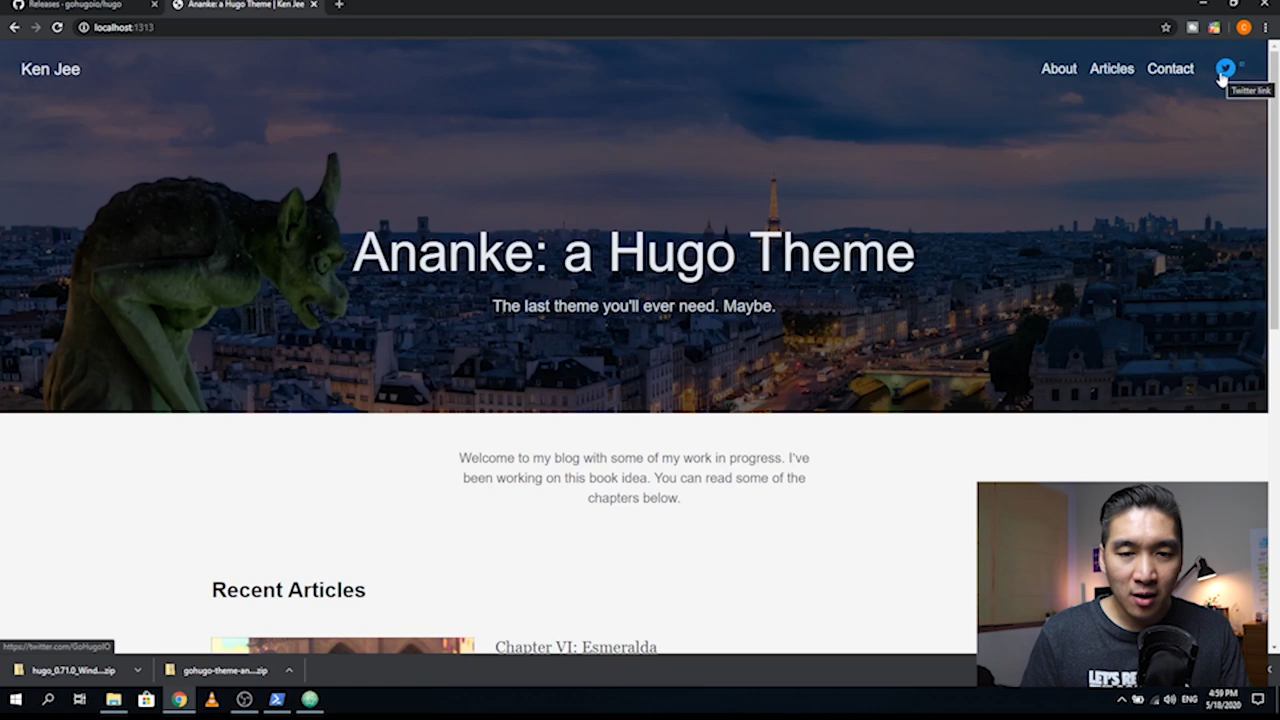 Releases · gohugoio/hugo
Ananke: a Hugo Theme | Ken Jee
localhost:1313
Ken Jee
About
Articles
Contact
Twitter link
Ananke: a Hugo Theme
The last theme you'll ever need. Maybe.
Welcome to my blog with some of my work in progress. I've
been working on this book idea. You can read some of the
chapters below.
Recent Articles
Chapter VI: Esmeralda
https://twitter.com/GoHugoIO
hugo_0.71.0_Wind....zip
gohugo-theme-an....zip
LET'S
ENG
4:59 PM
5/18/2020